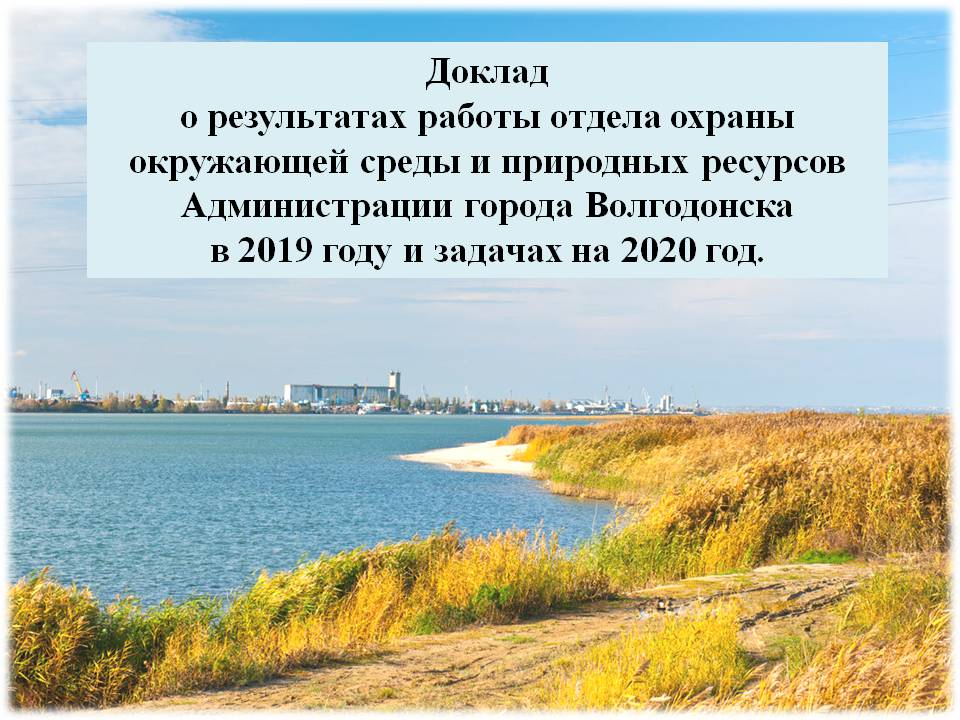 Доклад
о результатах работы отдела охраны
окружающей среды и природных ресурсов
Администрации города Волгодонска
в 2019 году и задачах на 2020 год.